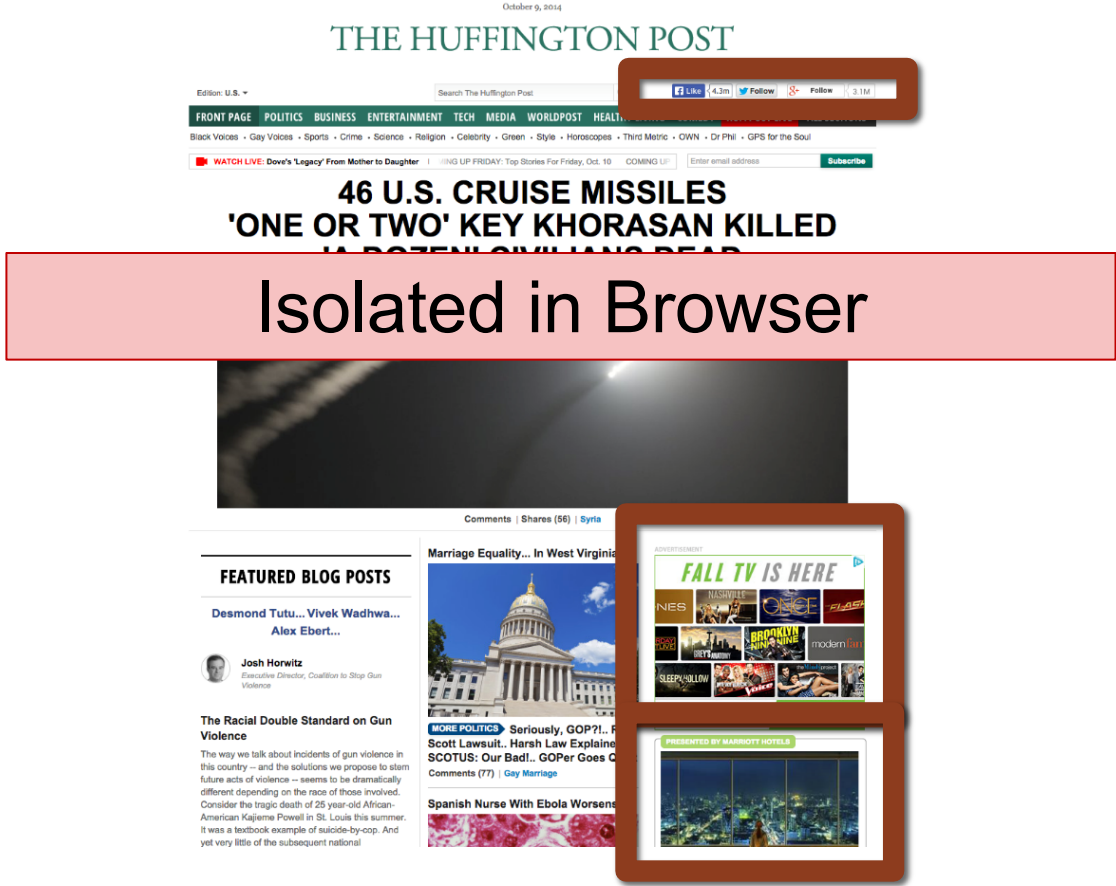 October 9, 2014
THE HUFFINGTON POST
Edition: U.S.
Search The Huffington Post
Like 4.3m Follow Follow 3.1M
FRONT PAGE POLITICS BUSINESS ENTERTAINMENT TECH MEDIA WORLDPOST
Black Voices • Gay Voices • Sports • Crime • Science • Religion • Celebrity • Green • Style • Horoscopes • Third Metric • OWN • Dr Phil • GPS for the Soul
WATCH LIVE: Dove's 'Legacy' From Mother to Daughter | UP FRIDAY: Top Stories For Friday, Oct. 10 COMING UP
Enter email address Subscribe
46 U.S. CRUISE MISSILES
'ONE OR TWO' KEY KHORASAN KILLED
Isolated in Browser
Comments | Shares (56) | Syria
FEATURED BLOG POSTS
Desmond Tutu... Vivek Wadhwa...
Alex Ebert...
Josh Horwitz
Executive Director, Coalition to Stop Gun
Violence
The Racial Double Standard on Gun
Violence
The way we talk about incidents of gun violence in
this country -- and the solutions we propose to stem
future acts of violence -- seems to be dramatically
different depending on the race of those involved.
Consider the tragic death of 25 year-old African-
American Kajieme Powell in St. Louis this summer.
It was a textbook example of suicide-by-cop. And
yet very little of the subsequent national
Marriage Equality... In West Virginia
MORE POLITICS Seriously, GOP?!..
Scott Lawsuit.. Harsh Law
SCOTUS: Our Bad!.. GOPer Goes
Comments (77) | Gay Marriage
Spanish Nurse With Ebola Worsens
ADVERTISEMENT
FALL TV IS HERE
NASHVILLE ONCE FLASH
GREY'S ANATOMY BROOKLYN NINE-NINE modern fam
SLEEPY HOLLOW Voice the Mindy project
PRESENTED BY MARRIOTT HOTELS